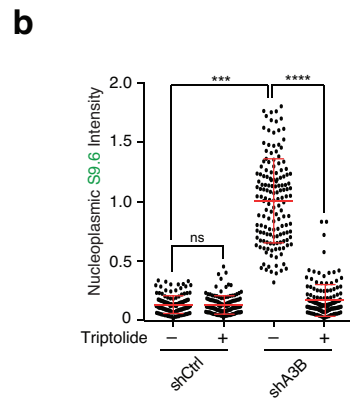 b
*** ****
2.0
1.5
1.0
0.5
0
Nucleoplasmic S9.6 Intensity
ns
Triptolide − + − +
shCtrl shA3B